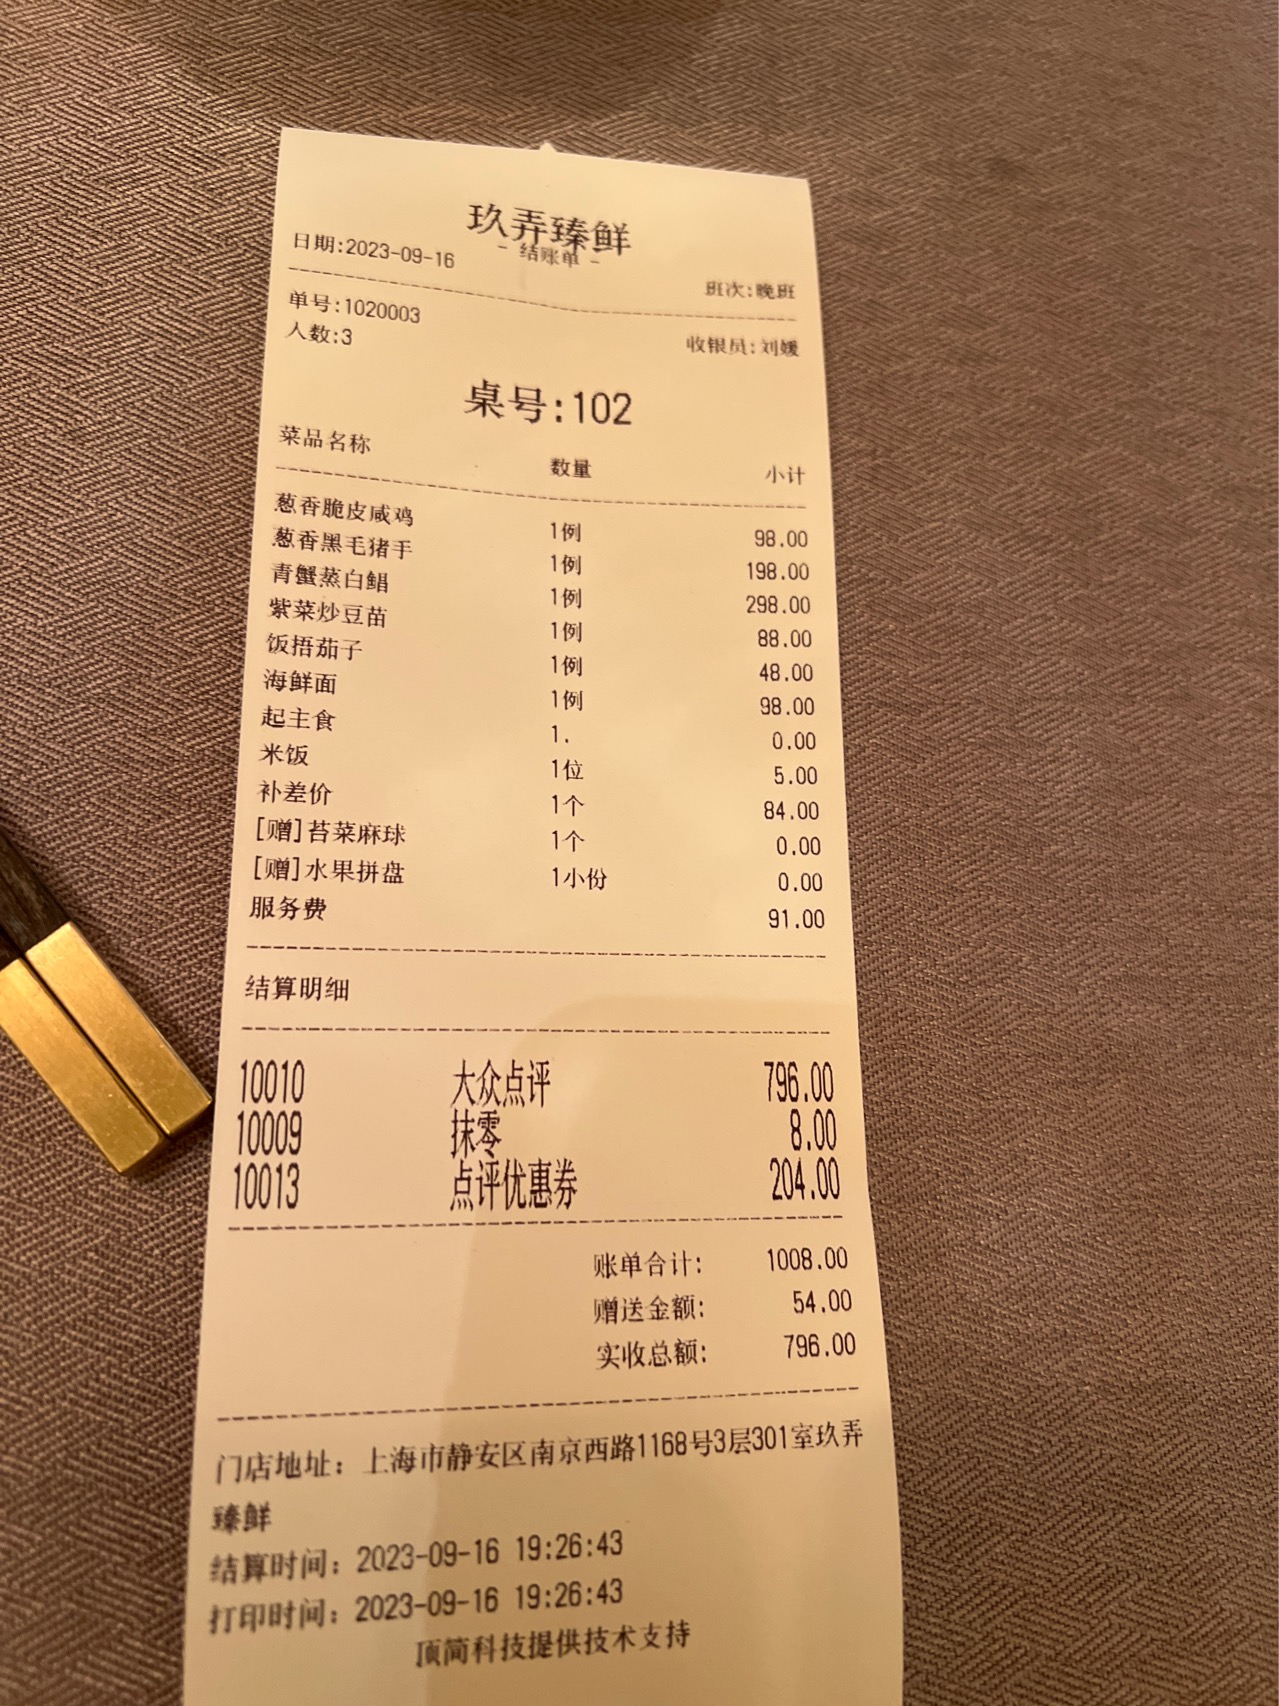 玖弄臻鲜
- 结账单 -
日期:2023-09-16 班次:晚班
单号:1020003 收银员:刘媛
人数:3
桌号:102
菜品名称 数量 小计
葱香脆皮咸鸡 1例 98.00
葱香黑毛猪手 1例 198.00
青蟹蒸白鲳 1例 298.00
紫菜炒豆苗 1例 88.00
饭捂茄子 1例 48.00
海鲜面 1例 98.00
起主食 1. 0.00
米饭 1位 5.00
补差价 1个 84.00
[赠]苔菜麻球 1个 0.00
[赠]水果拼盘 1小份 0.00
服务费 91.00
结算明细
10010 大众点评 796.00
10009 抹零 8.00
10013 点评优惠券 204.00
账单合计: 1008.00
赠送金额: 54.00
实收总额: 796.00
门店地址：上海市静安区南京西路1168号3层301室玖弄
臻鲜
结算时间：2023-09-16 19:26:43
打印时间：2023-09-16 19:26:43
顶简科技提供技术支持